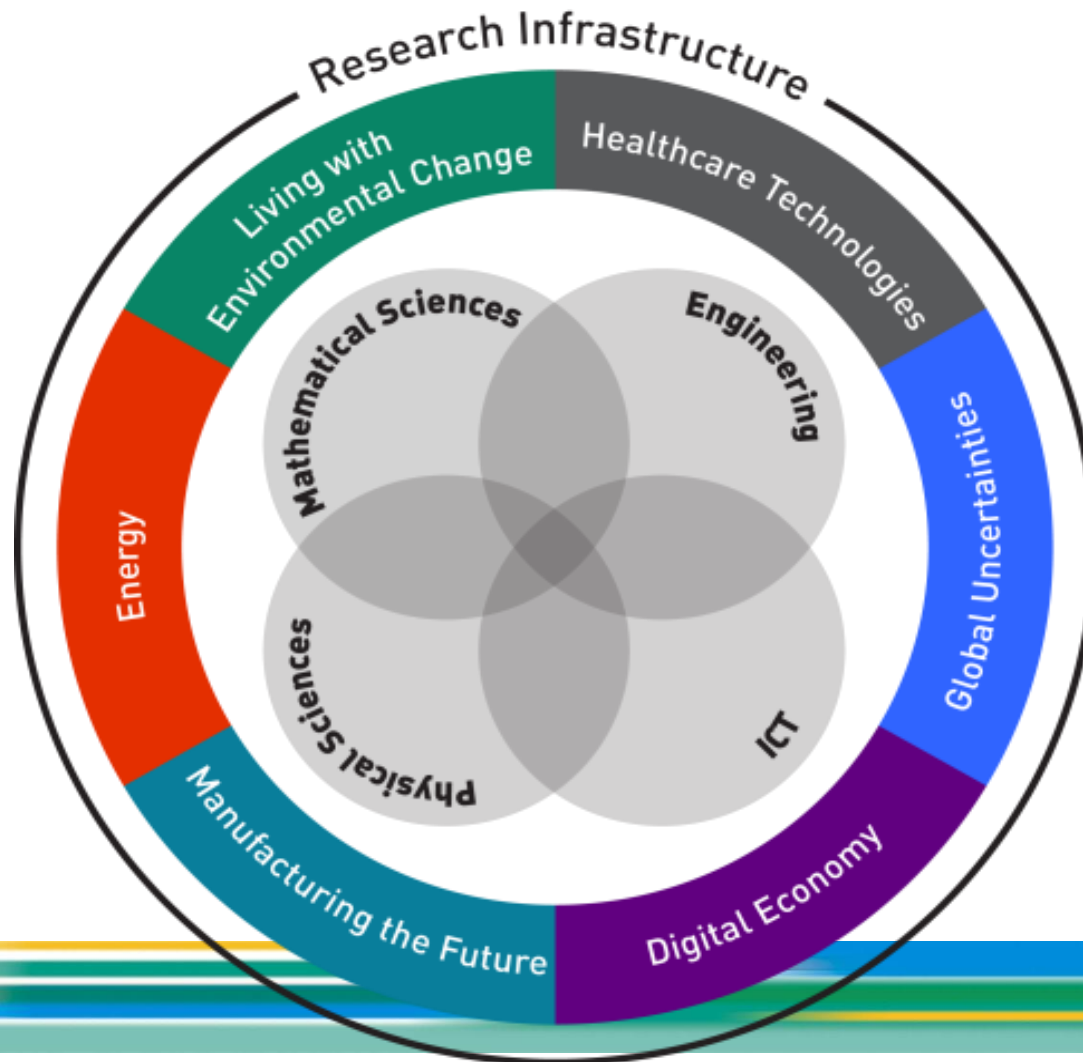 Research Infrastructure
Living with
Environmental Change
Healthcare Technologies
Global Uncertainties
Digital Economy
Manufacturing the Future
Energy
Mathematical Sciences
Engineering
ICT
Physical Sciences